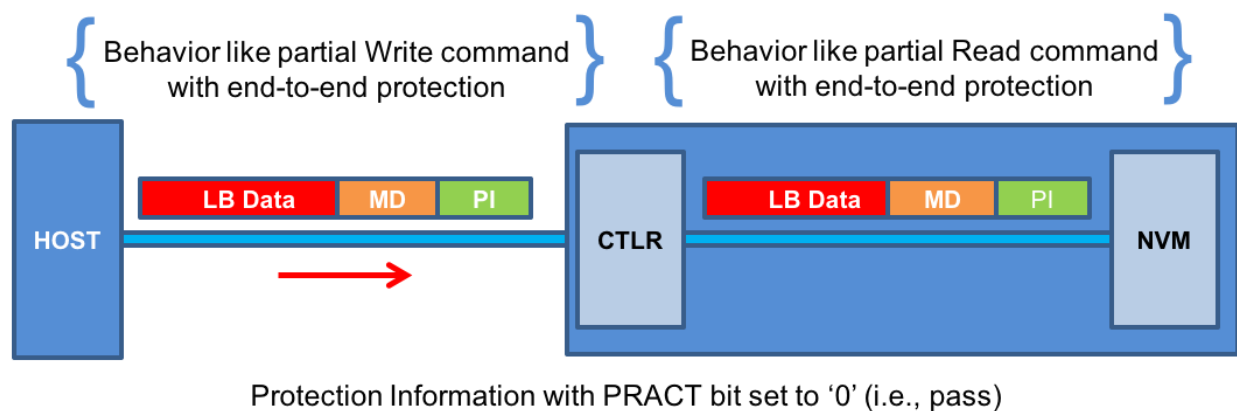 Behavior like partial Write command
with end-to-end protection
Behavior like partial Read command
with end-to-end protection
HOST
LB Data MD PI
CTLR
LB Data MD PI
NVM
Protection Information with PRACT bit set to ‘0’ (i.e., pass)